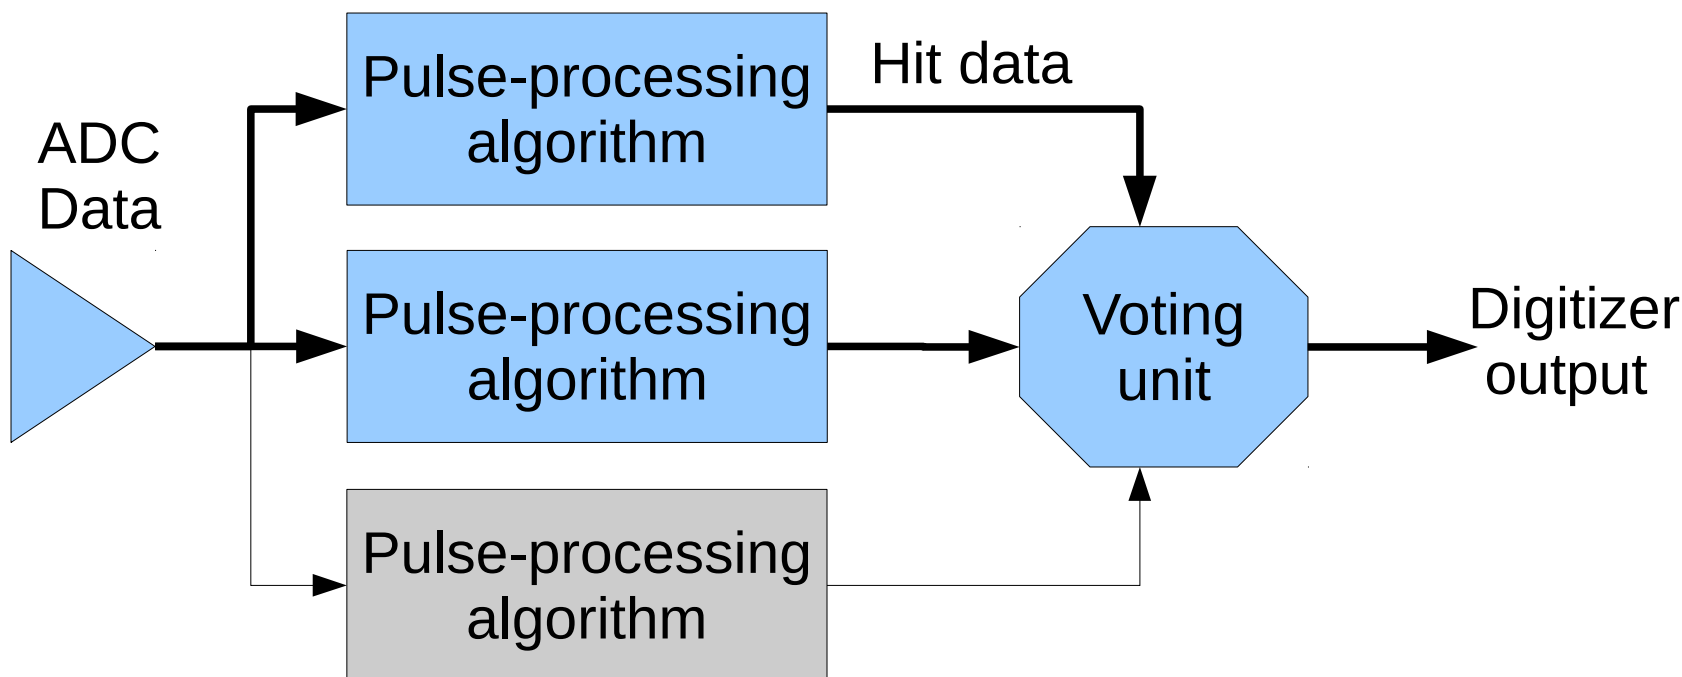 ADC
Data
Pulse-processing
algorithm
Hit data
Pulse-processing
algorithm
Voting
unit
Digitizer
output
Pulse-processing
algorithm